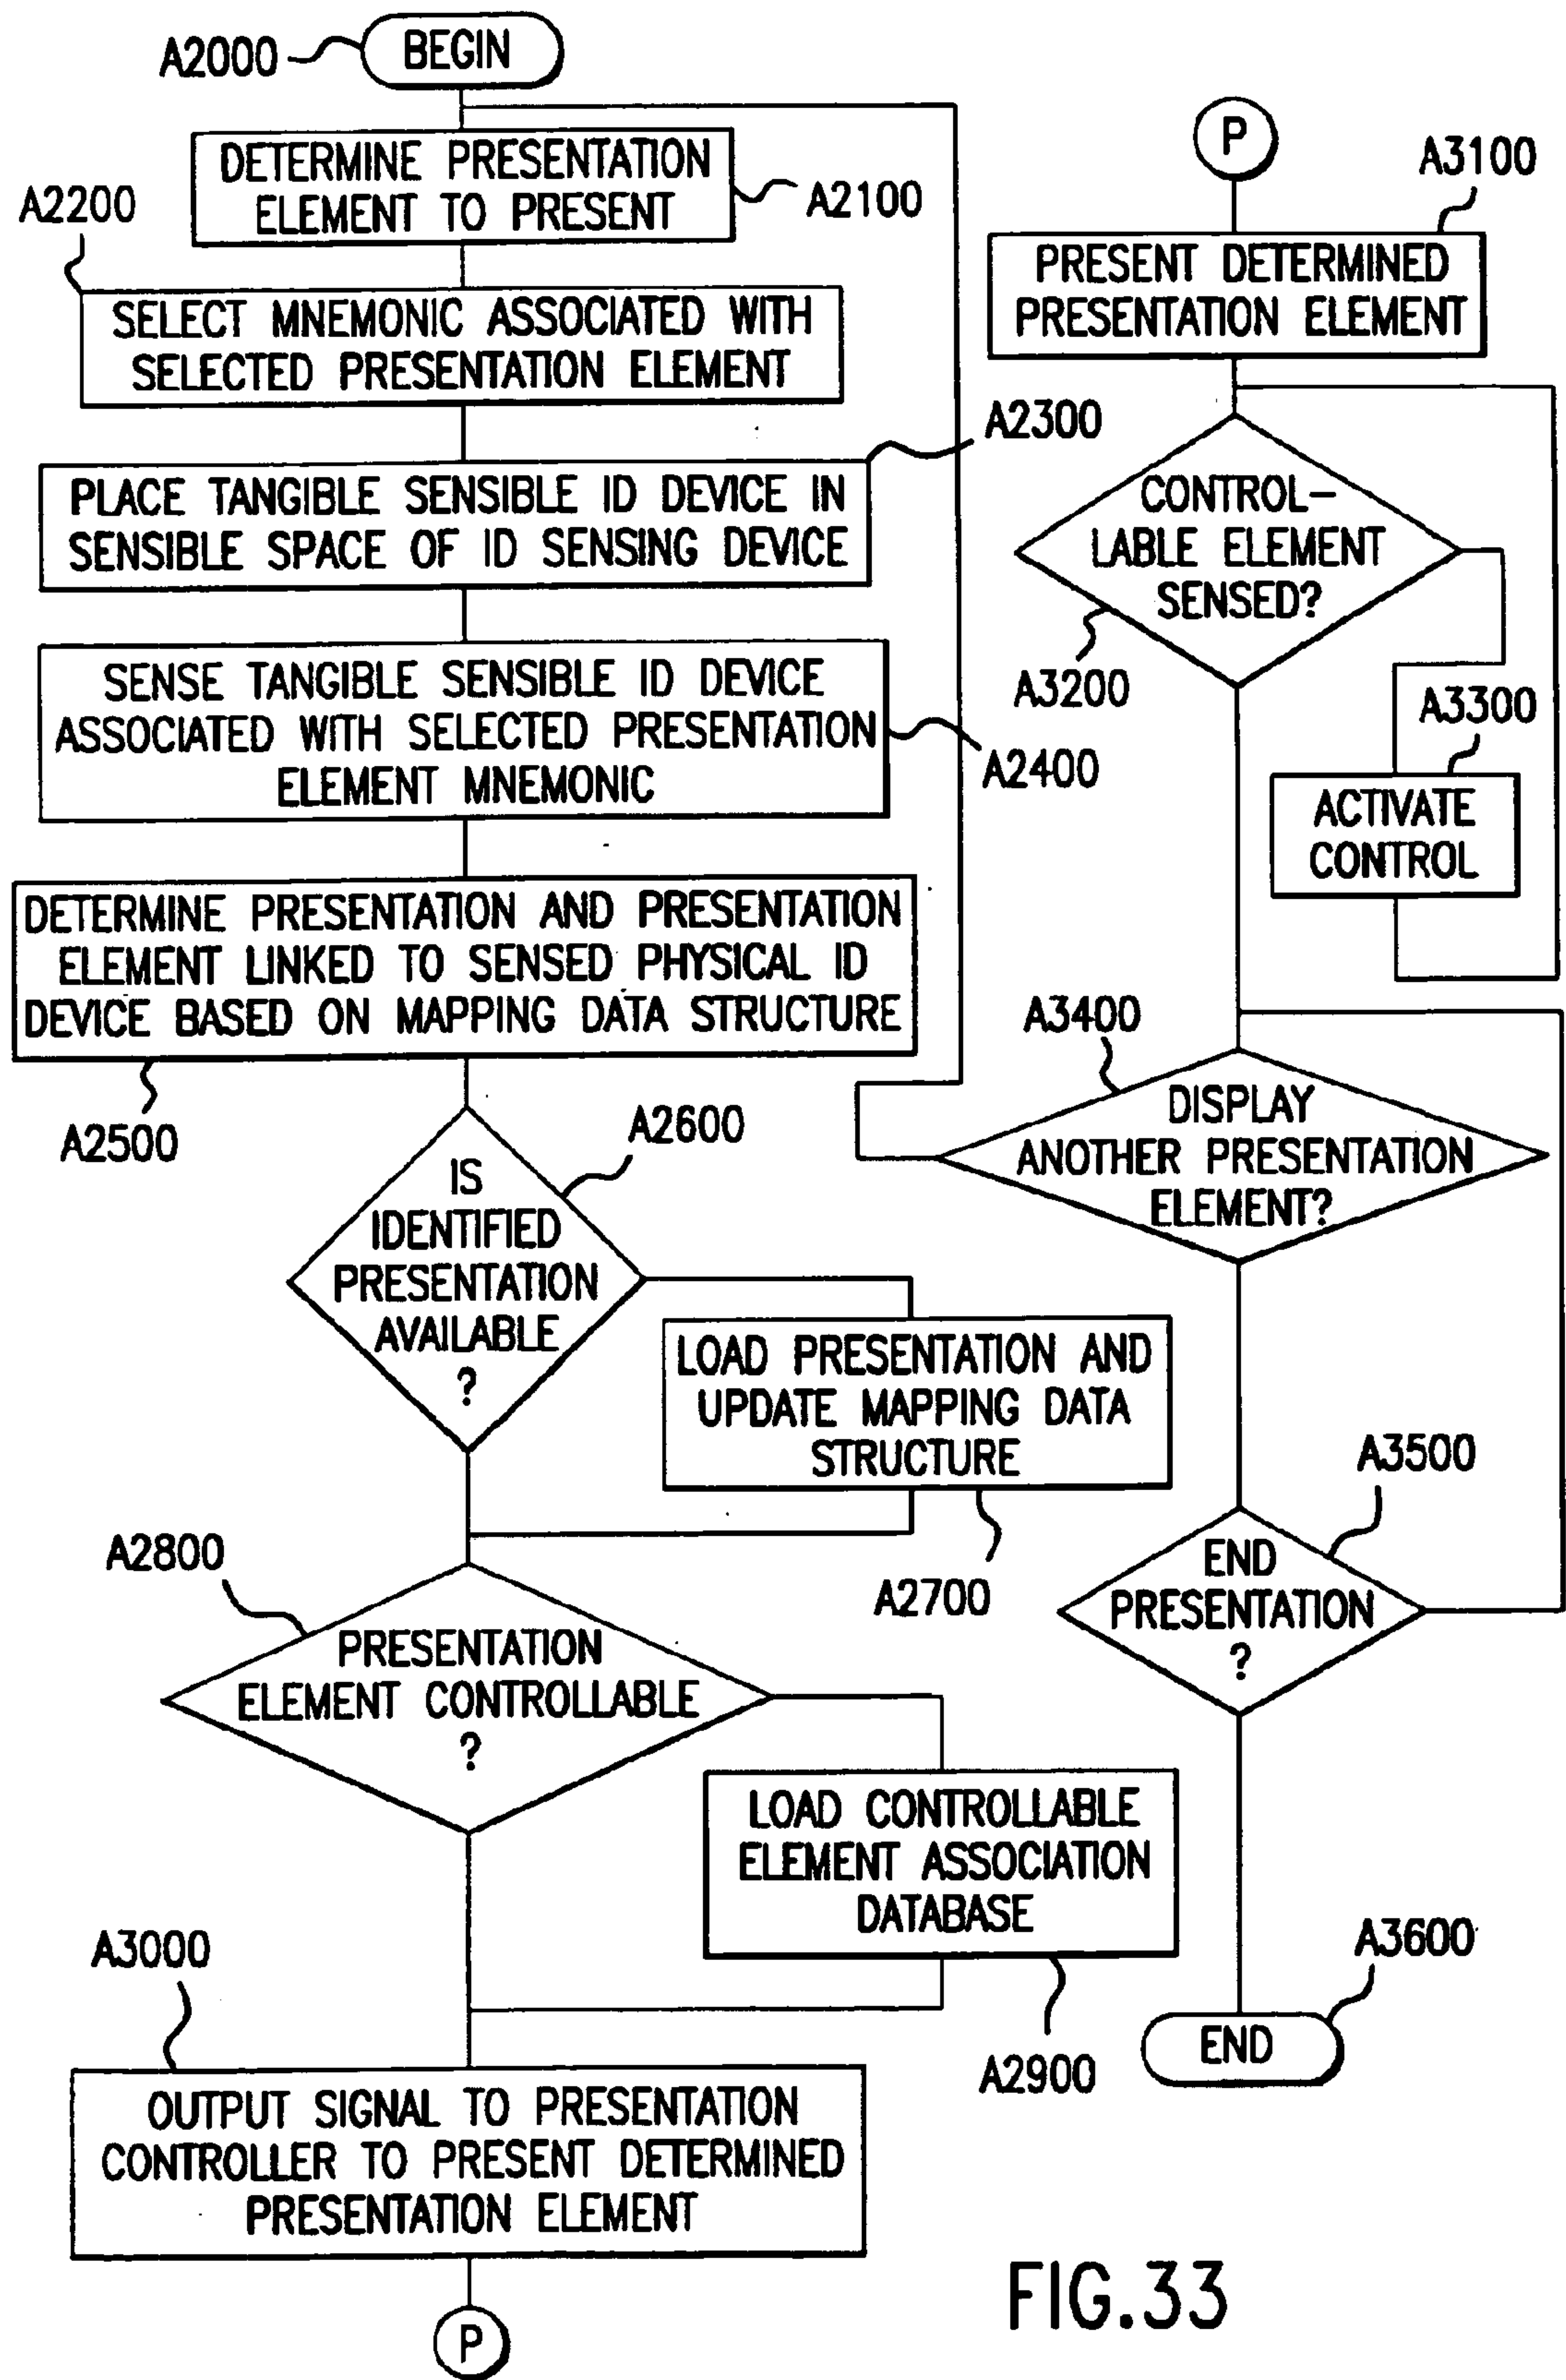 A2000
BEGIN
DETERMINE PRESENTATION
ELEMENT TO PRESENT
A2100
A2200
SELECT MNEMONIC ASSOCIATED WITH
SELECTED PRESENTATION ELEMENT
A2300
PLACE TANGIBLE SENSIBLE ID DEVICE IN
SENSIBLE SPACE OF ID SENSING DEVICE
SENSE TANGIBLE SENSIBLE ID DEVICE
ASSOCIATED WITH SELECTED PRESENTATION
ELEMENT MNEMONIC
A2400
DETERMINE PRESENTATION AND PRESENTATION
ELEMENT LINKED TO SENSED PHYSICAL ID
DEVICE BASED ON MAPPING DATA STRUCTURE
A2500
A2600
IS
IDENTIFIED
PRESENTATION
AVAILABLE
?
LOAD PRESENTATION AND
UPDATE MAPPING DATA
STRUCTURE
A2700
A2800
PRESENTATION
ELEMENT CONTROLLABLE
?
LOAD CONTROLLABLE
ELEMENT ASSOCIATION
DATABASE
A2900
A3000
OUTPUT SIGNAL TO PRESENTATION
CONTROLLER TO PRESENT DETERMINED
PRESENTATION ELEMENT
P
P
A3100
PRESENT DETERMINED
PRESENTATION ELEMENT
CONTROL-
LABLE ELEMENT
SENSED?
A3200
A3300
ACTIVATE
CONTROL
A3400
DISPLAY
ANOTHER PRESENTATION
ELEMENT?
A3500
END
PRESENTATION
?
A3600
END
FIG.33